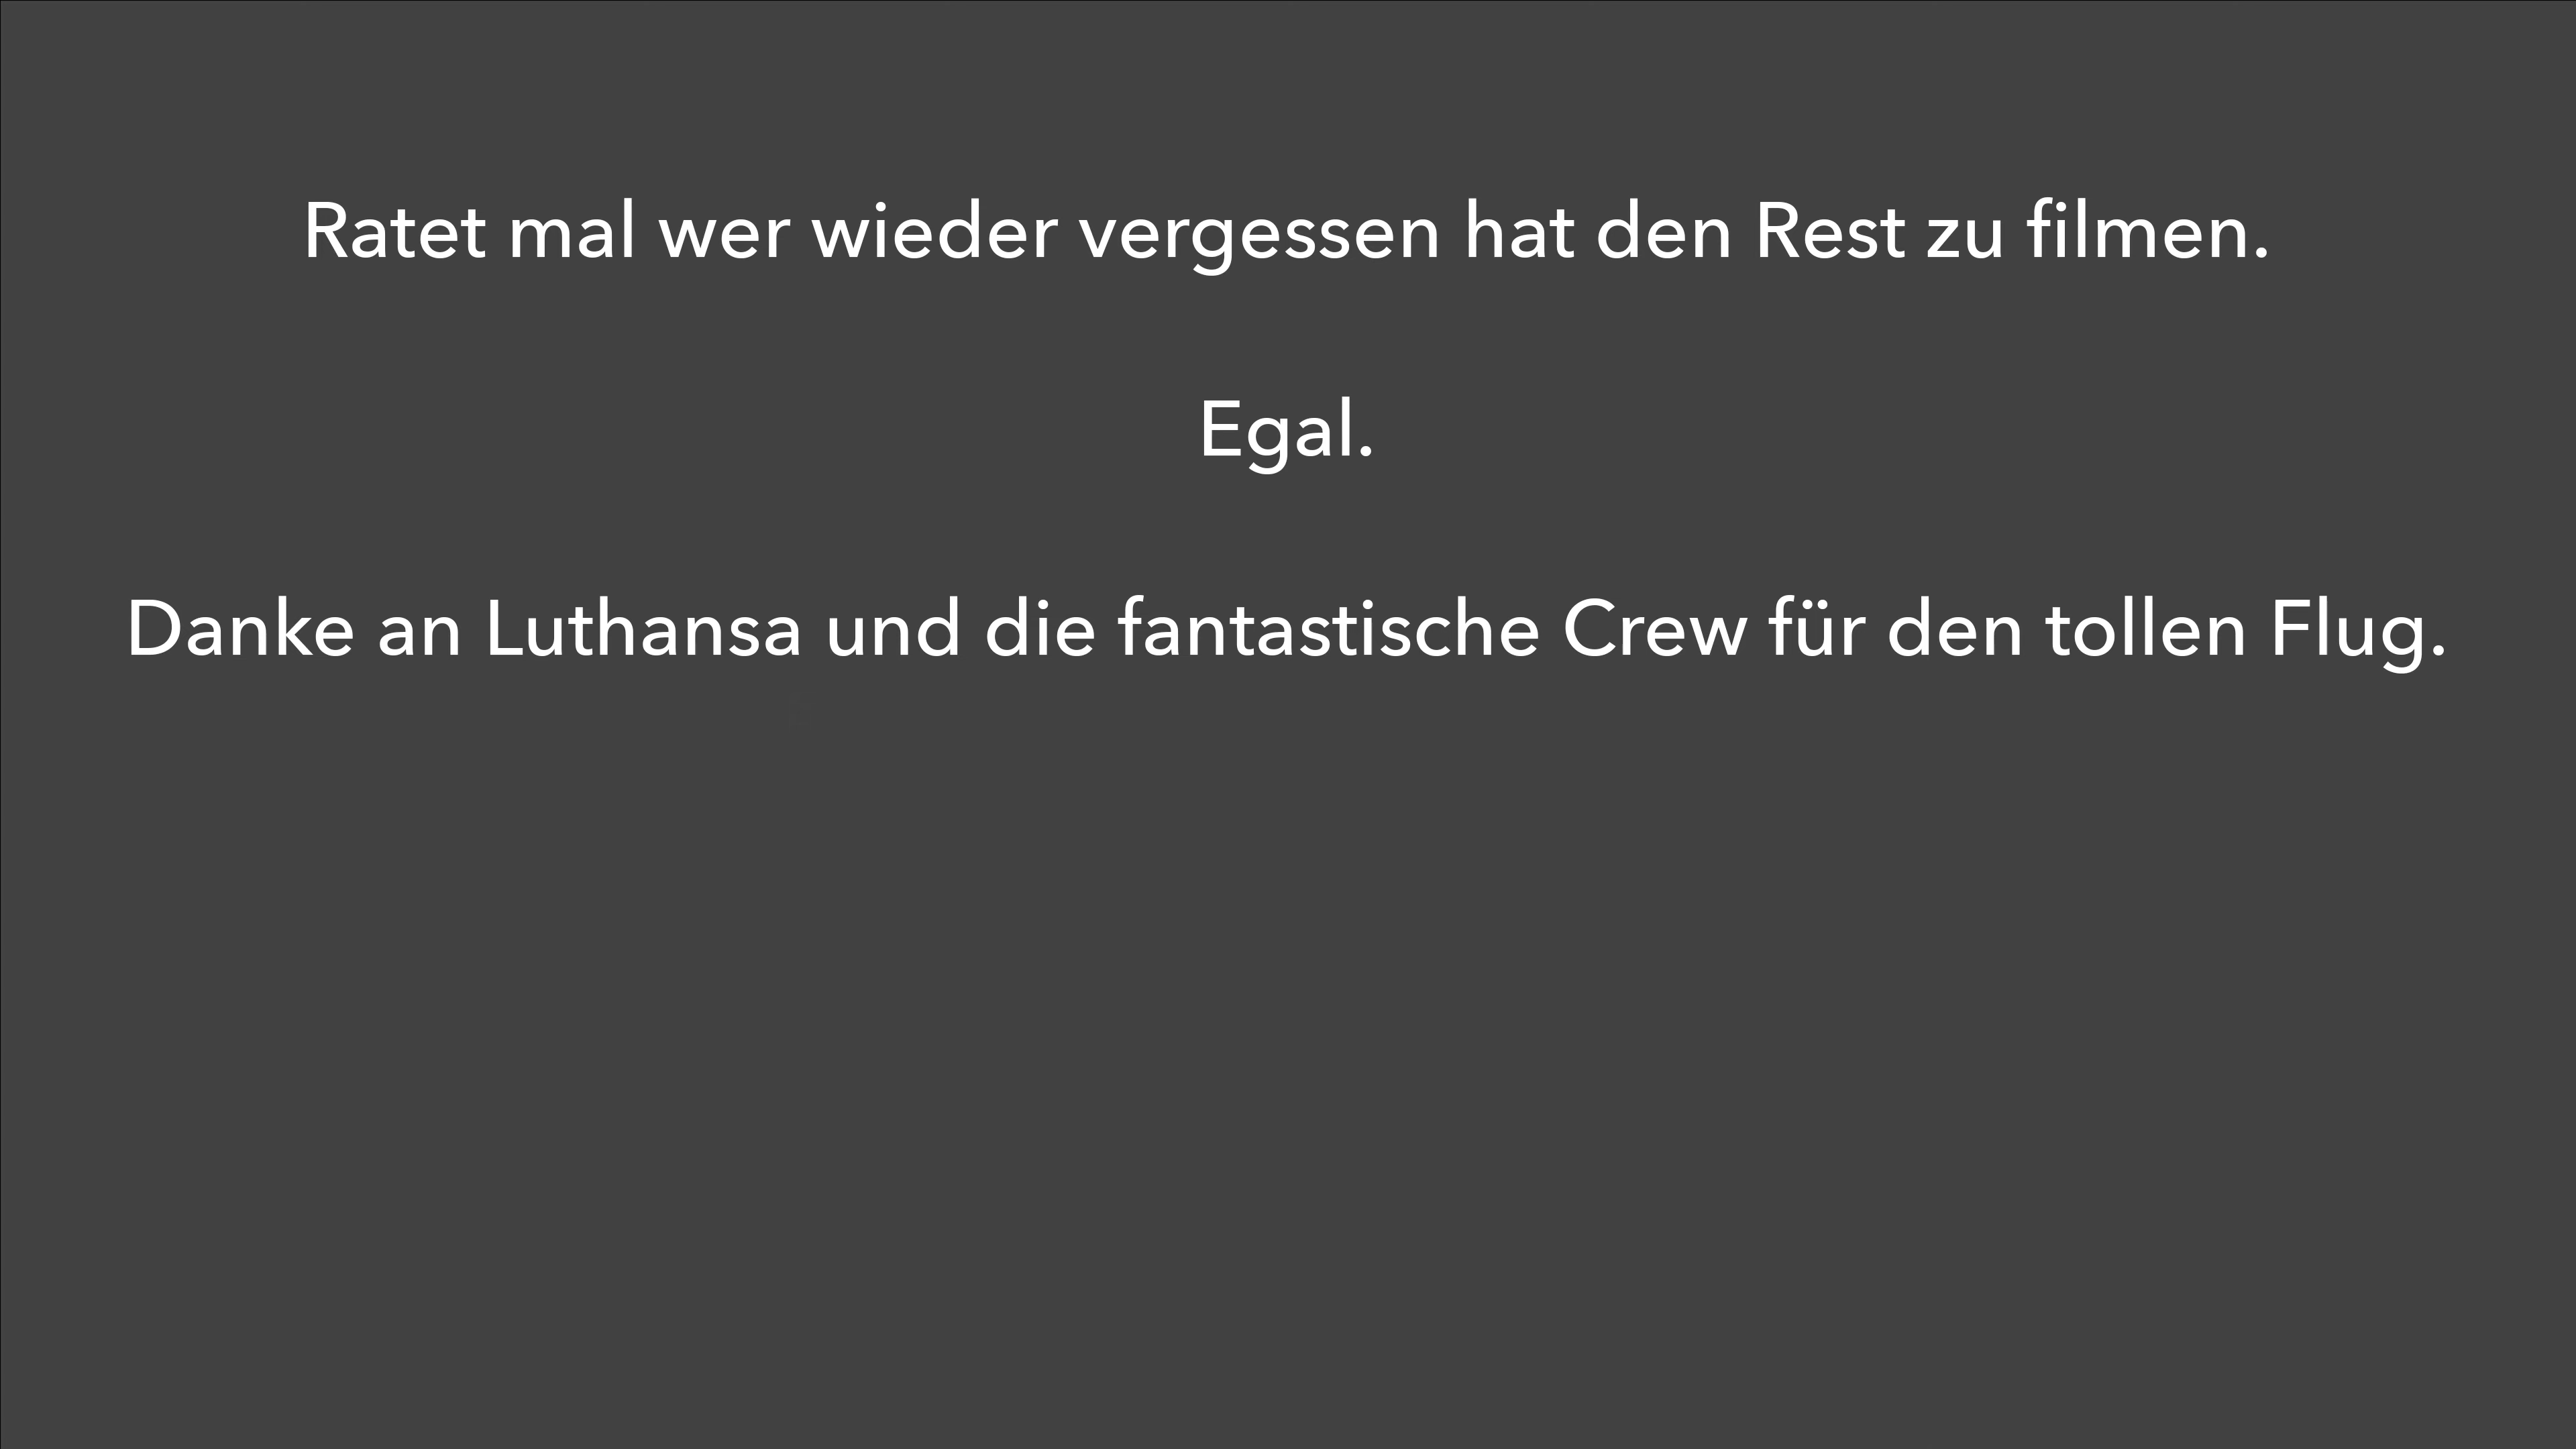 Ratet mal wer wieder vergessen hat den Rest zu filmen.
Egal.
Danke an Luthansa und die fantastische Crew für den tollen Flug.